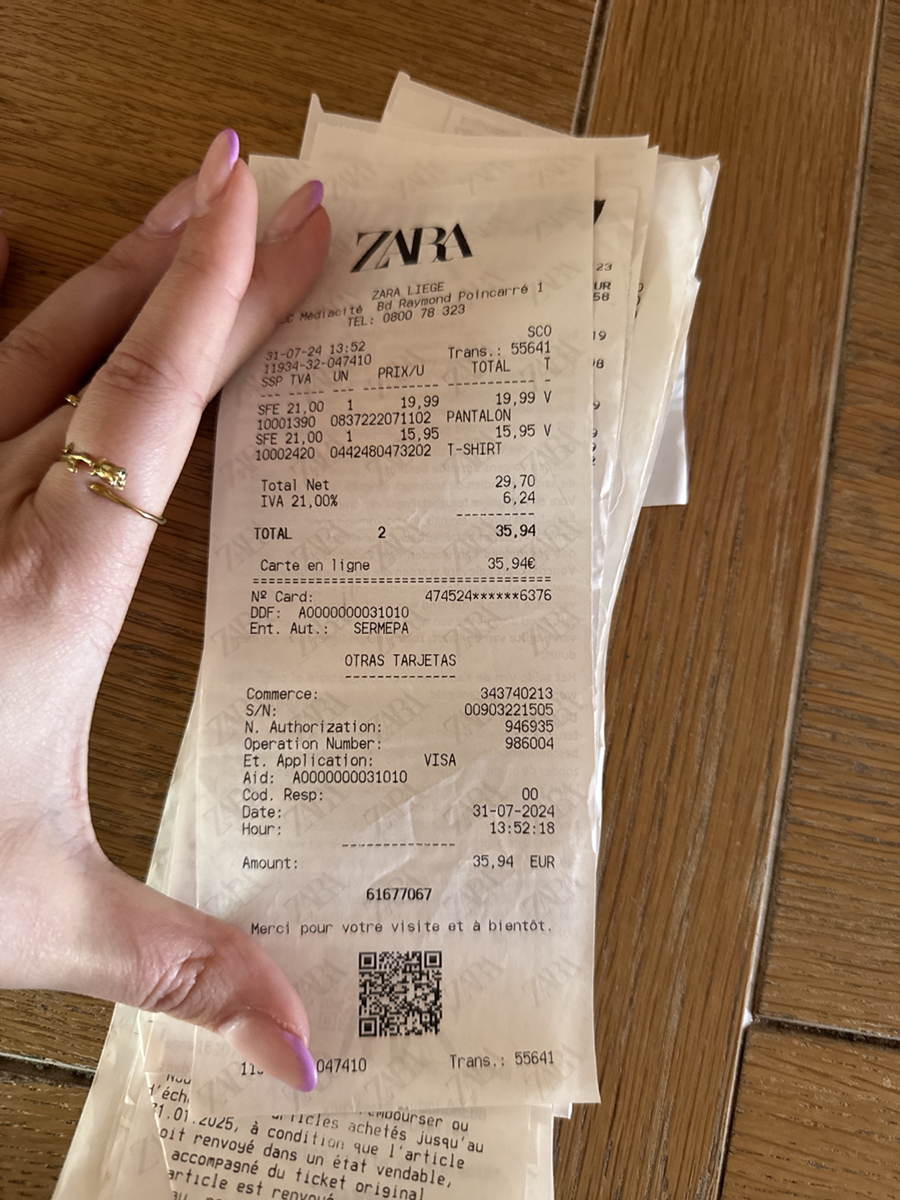 ZARA
ZARA LIEGE
Médiacité Bd Raymond Poincarré 1
TEL: 0800 78 323
SCO
31-07-24 13:52 Trans.: 55641
11934-32-047410
SSP TVA UN PRIX/U TOTAL T
SFE 21,00 1 19,99 19,99 V
10001390 0837222071102 PANTALON
SFE 21,00 1 15,95 15,95 V
10002420 0442480473202 T-SHIRT
Total Net 29,70
IVA 21,00% 6,24
TOTAL 2 35,94
Carte en ligne 35,94€
Nº Card: 474524******6376
DDF: A0000000031010
Ent. Aut.: SERMEPA
OTRAS TARJETAS
Commerce: 343740213
S/N: 00903221505
N. Authorization: 946935
Operation Number: 986004
Et. Application: VISA
Aid: A0000000031010
Cod. Resp: 00
Date: 31-07-2024
Hour: 13:52:18
Amount: 35,94 EUR
61677067
Merci pour votre visite et à bientôt.
047410 Trans.: 55641
rembourser ou
articles achetés jusqu'au
.01.2025, à condition que l'article
renvoyé dans un état vendable,
accompagné du ticket original
article est renvoyé
23
UR
58
19